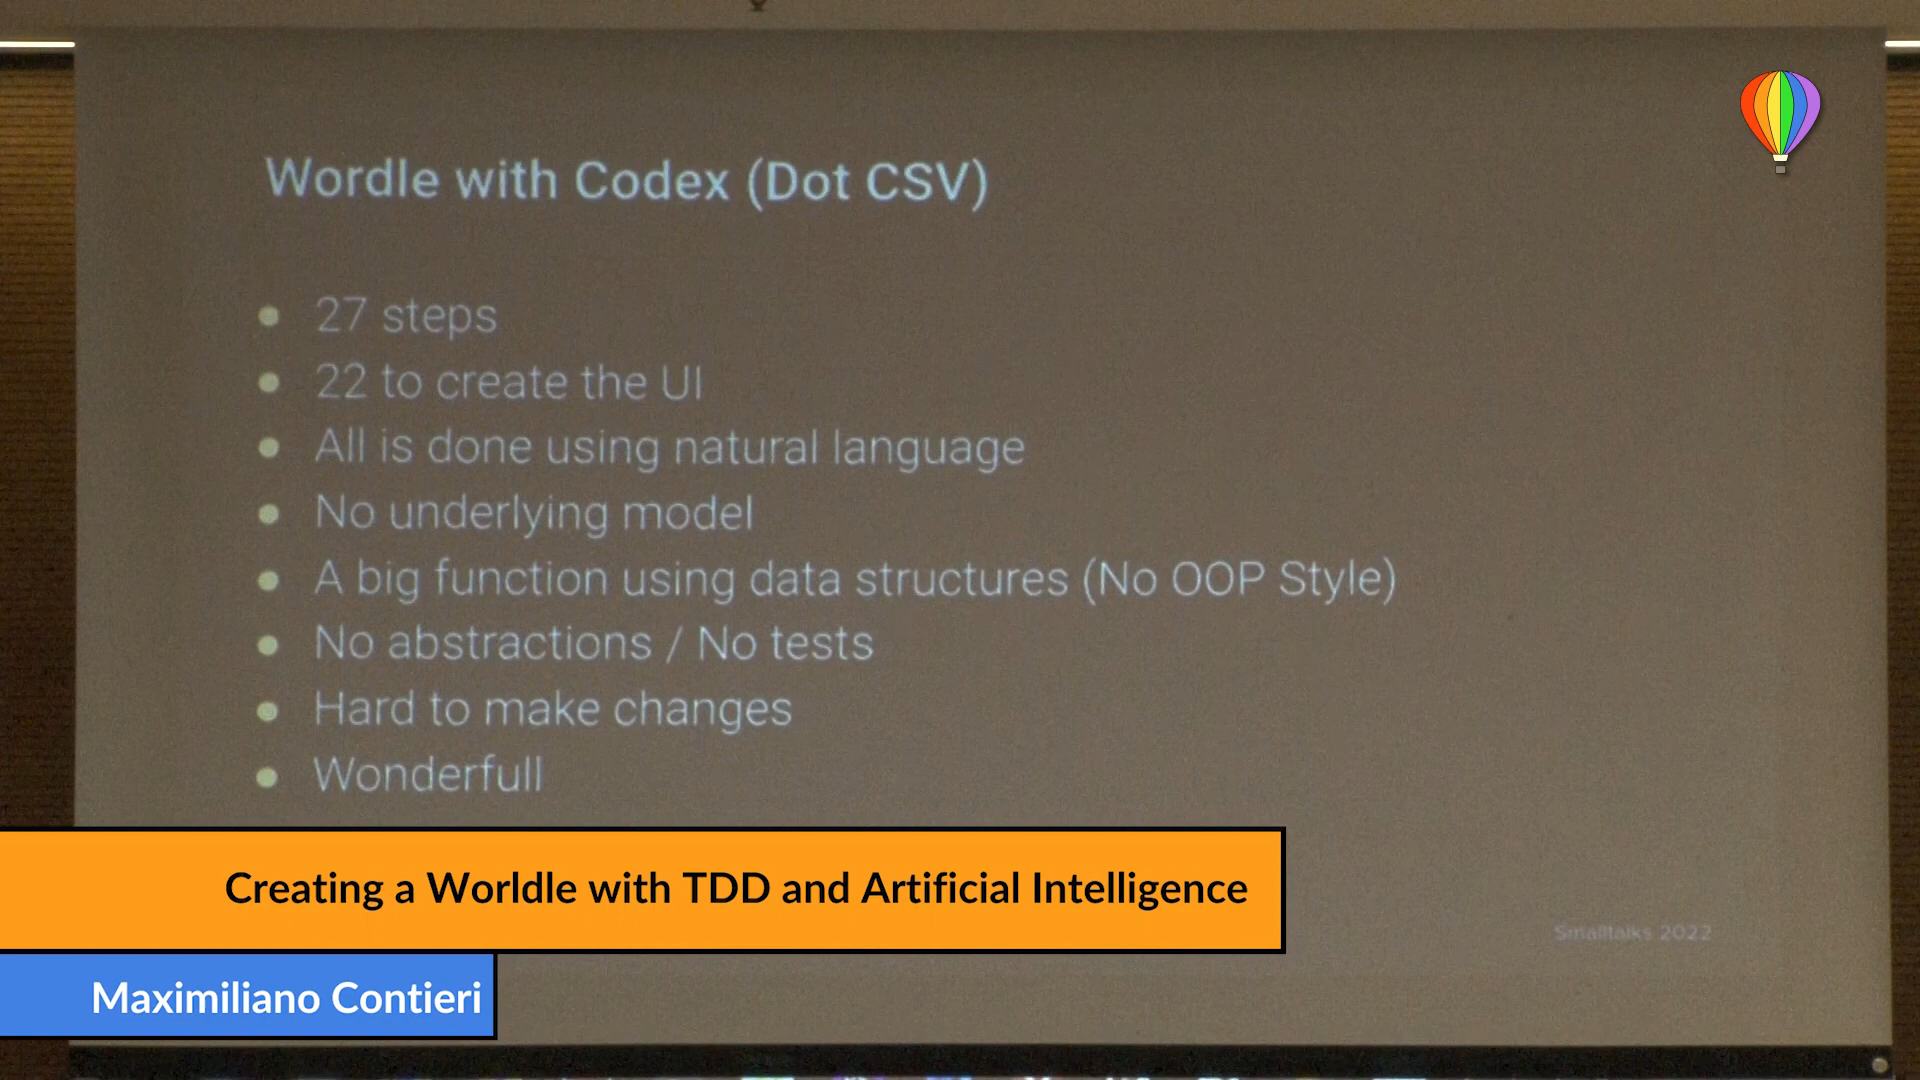 Wordle with Codex (Dot CSV)
27 steps
22 to create the UI
All is done using natural language
No underlying model
A big function using data structures (No OOP Style)
No abstractions / No tests
Hard to make changes
Wonderfull
Creating a Worldle with TDD and Artificial Intelligence
Smalltalks 2022
Maximiliano Contieri